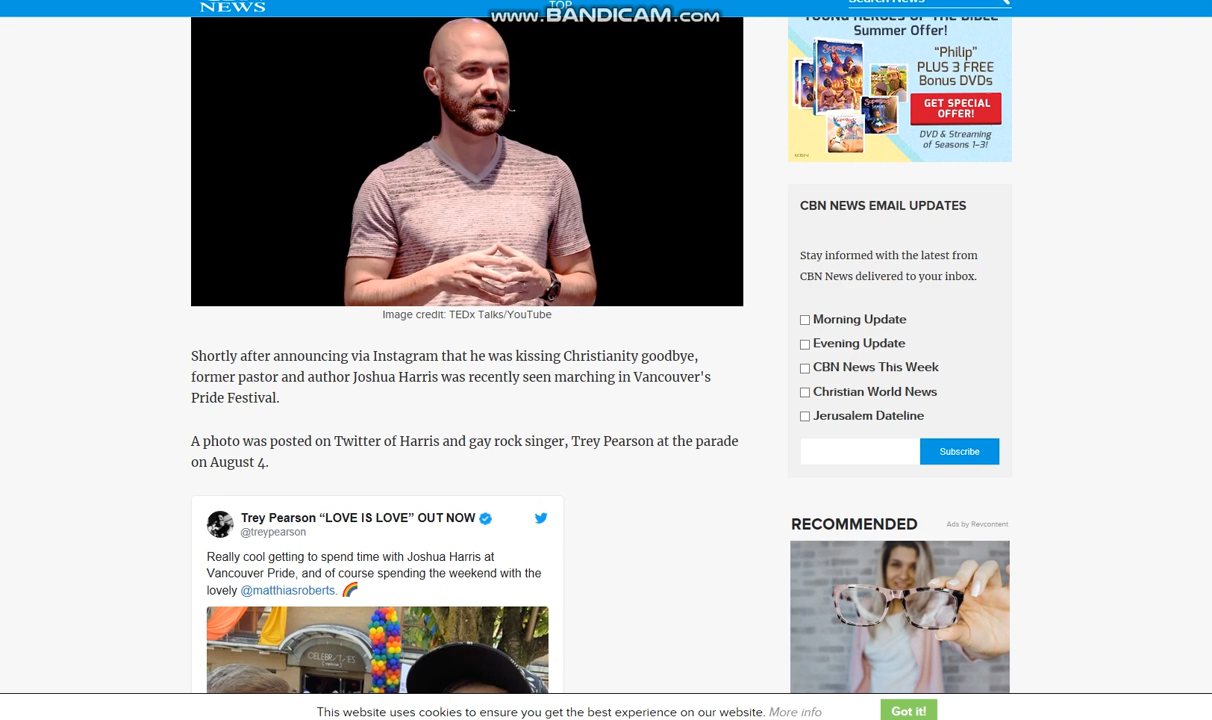 NEWS
TOP
www.BANDICAM.com
Search News
YOUNG HEROES OF THE BIBLE
Summer Offer!
"Philip"
PLUS 3 FREE
Bonus DVDs
GET SPECIAL
OFFER!
DVD & Streaming
of Seasons 1–3!
SUPERBOOK
Image credit: TEDx Talks/YouTube
Shortly after announcing via Instagram that he was kissing Christianity goodbye,
former pastor and author Joshua Harris was recently seen marching in Vancouver's
Pride Festival.
A photo was posted on Twitter of Harris and gay rock singer, Trey Pearson at the parade
on August 4.
Trey Pearson “LOVE IS LOVE” OUT NOW
@treypearson
Really cool getting to spend time with Joshua Harris at
Vancouver Pride, and of course spending the weekend with the
lovely @matthiasroberts. 🌈
CELEBRITIES
CBN NEWS EMAIL UPDATES
Stay informed with the latest from
CBN News delivered to your inbox.
Morning Update
Evening Update
CBN News This Week
Christian World News
Jerusalem Dateline
Subscribe
RECOMMENDED
Ads by Revcontent
This website uses cookies to ensure you get the best experience on our website. More info
Got it!